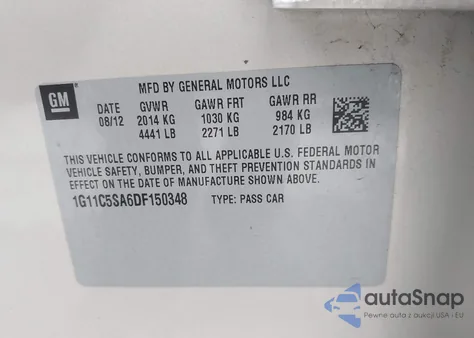 GM
MFD BY GENERAL MOTORS LLC
DATE GVWR GAWR FRT GAWR RR
08/12 2014 KG 1030 KG 984 KG
4441 LB 2271 LB 2170 LB
THIS VEHICLE CONFORMS TO ALL APPLICABLE U.S. FEDERAL MOTOR
VEHICLE SAFETY, BUMPER, AND THEFT PREVENTION STANDARDS IN
EFFECT ON THE DATE OF MANUFACTURE SHOWN ABOVE.
1G11C5SA6DF150348 TYPE: PASS CAR
autoSnap
Pewne auta z aukcji USA i EU